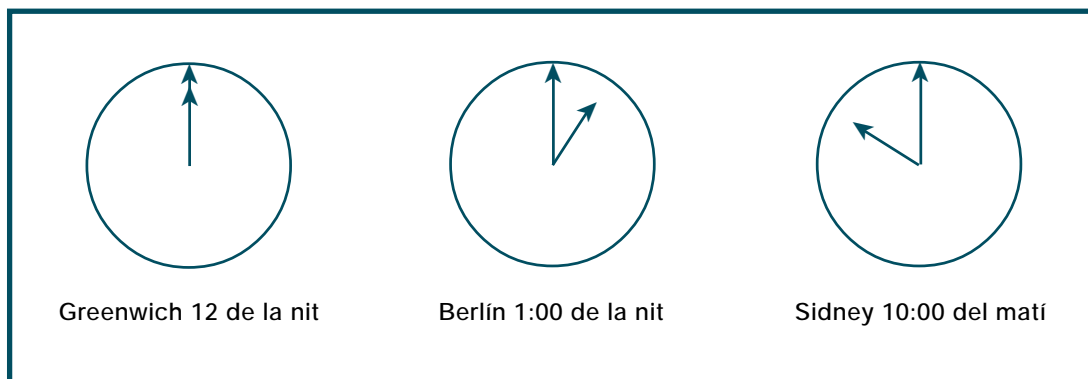 Greenwich 12 de la nit
Berlín 1:00 de la nit
Sidney 10:00 del matí